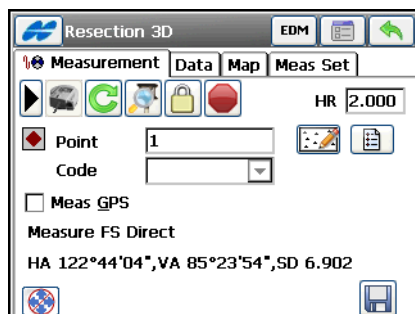 Resection 3D EDM
Measurement Data Map Meas Set
HR 2.000
Point 1
Code
Meas GPS
Measure FS Direct
HA 122°44'04",VA 85°23'54",SD 6.902